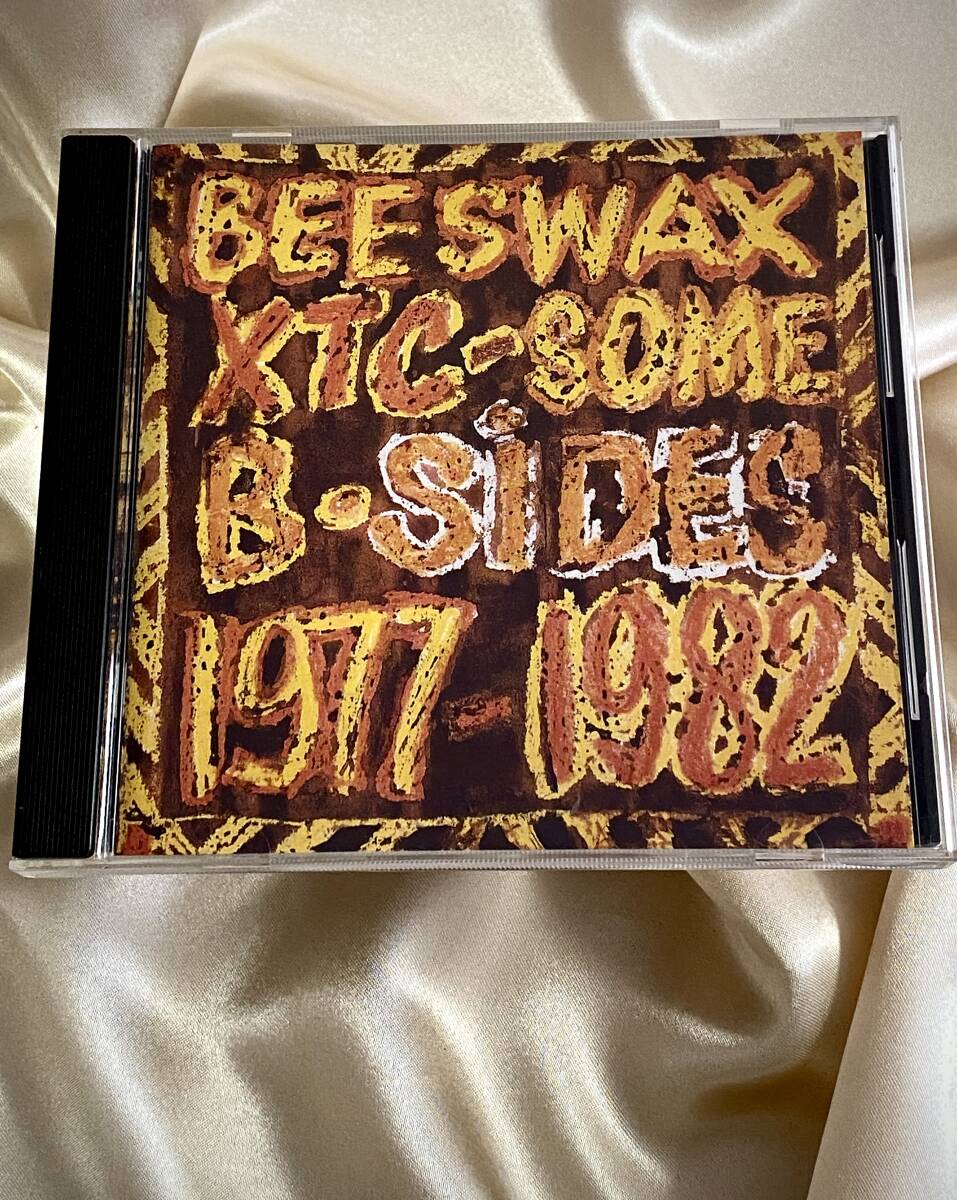 BEESWAX
XTC-SOME
B·SiDES
1977-1982